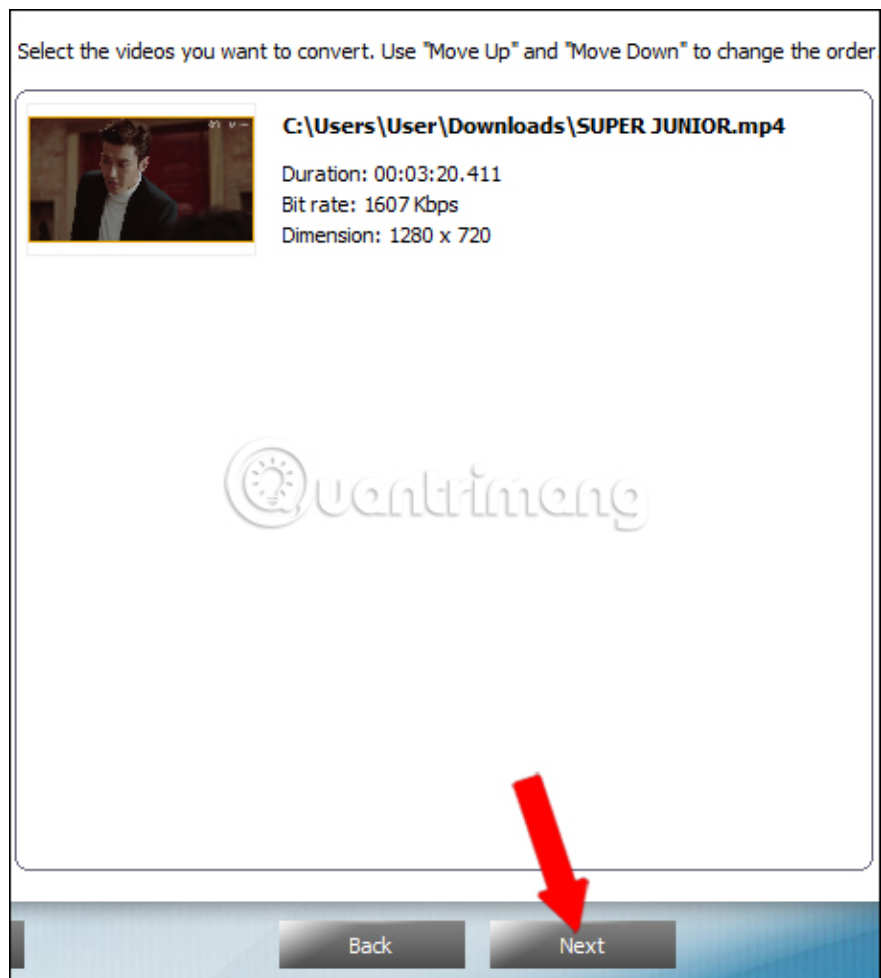 Select the videos you want to convert. Use "Move Up" and "Move Down" to change the order
C:\Users\User\Downloads\SUPER JUNIOR.mp4
Duration: 00:03:20.411
Bit rate: 1607 Kbps
Dimension: 1280 x 720
Quantrimang
Back
Next